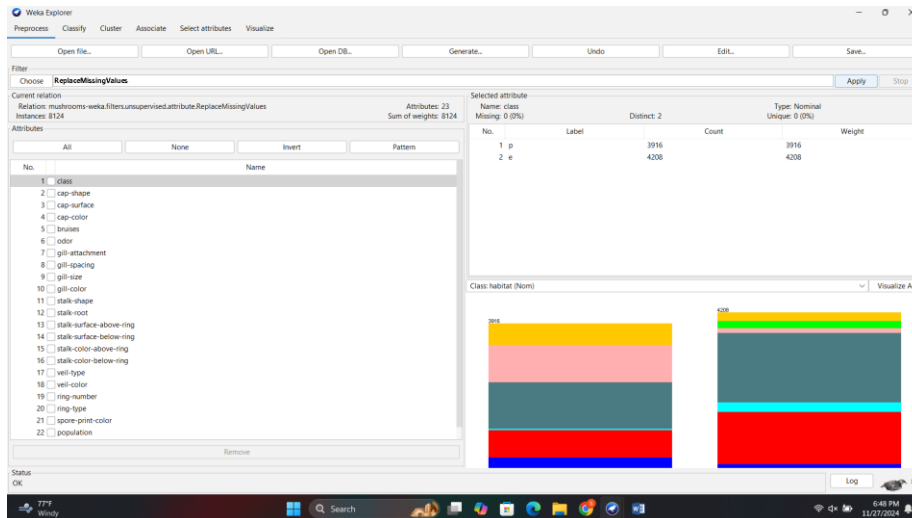 Weka Explorer
Preprocess Classify Cluster Associate Select attributes Visualize
Open file... Open URL... Open DB... Generate... Undo Edit... Save...
Filter
Choose ReplaceMissingValues Apply Stop
Current relation
Relation: mushrooms-weka.filters.unsupervised.attribute.ReplaceMissingValues Attributes: 23
Instances: 8124 Sum of weights: 8124
Selected attribute
Name: class Type: Nominal
Missing: 0 (0%) Distinct: 2 Unique: 0 (0%)
No. Label Count Weight
1 p 3916 3916
2 e 4208 4208
Attributes
All None Invert Pattern
No. Name
1 class
2 cap-shape
3 cap-surface
4 cap-color
5 bruises
6 odor
7 gill-attachment
8 gill-spacing
9 gill-size
10 gill-color
11 stalk-shape
12 stalk-root
13 stalk-surface-above-ring
14 stalk-surface-below-ring
15 stalk-color-above-ring
16 stalk-color-below-ring
17 veil-type
18 veil-color
19 ring-number
20 ring-type
21 spore-print-color
22 population
Remove
Class: habitat (Nom) Visualize A
3916
4208
Status
OK
Log
77°F
Windy
Search
6:48 PM
11/27/2024